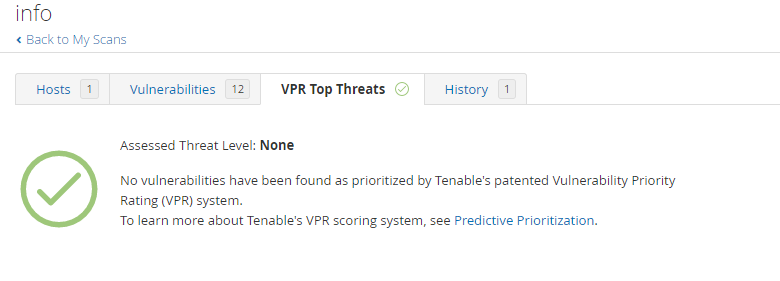 info
Back to My Scans
Hosts 1 Vulnerabilities 12 VPR Top Threats History 1
Assessed Threat Level: None
No vulnerabilities have been found as prioritized by Tenable's patented Vulnerability Priority
Rating (VPR) system.
To learn more about Tenable's VPR scoring system, see Predictive Prioritization.